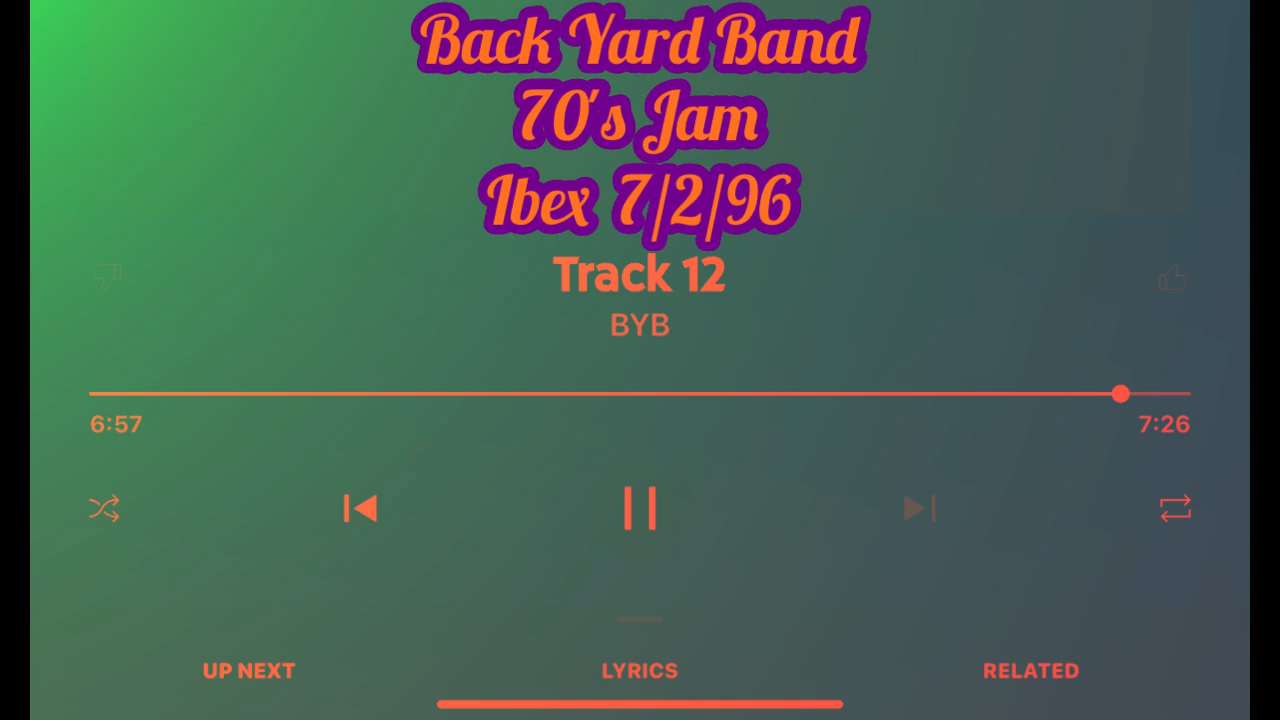 Back Yard Band
70's Jam
Ibex 7/2/96
Track 12
BYB
6:57 7:26
UP NEXT LYRICS RELATED